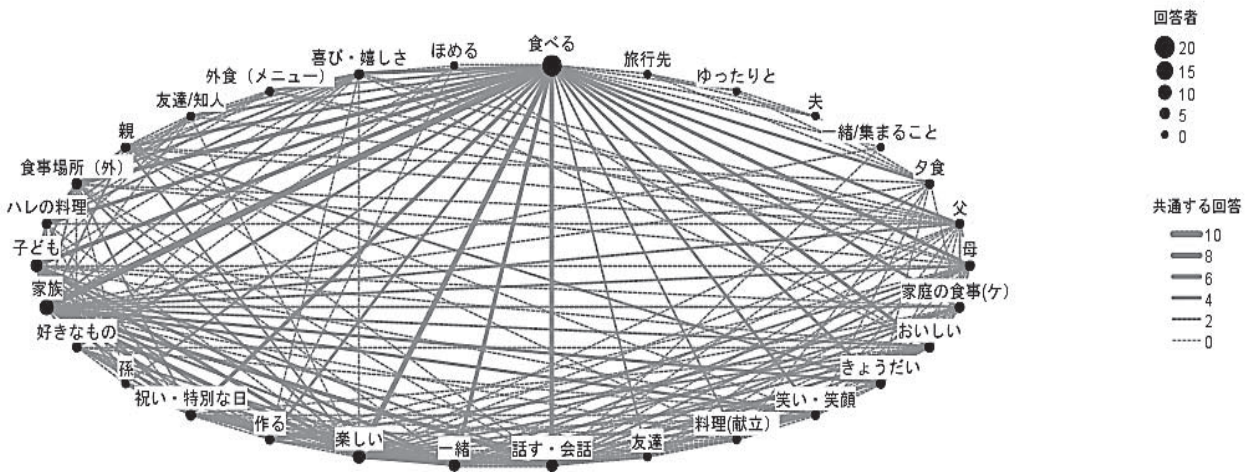 食べる
ほめる
旅行先
喜び・嬉しさ
ゆったりと
外食（メニュー）
夫
友達/知人
一緒/集まること
親
夕食
食事場所（外）
父
ハレの料理
母
子ども
家庭の食事(ケ）
家族
おいしい
好きなもの
きょうだい
孫
笑い・笑顔
祝い・特別な日
料理(献立）
作る
友達
楽しい
一緒
話す・会話
回答者
20
15
10
5
0
共通する回答
10
8
6
4
2
0